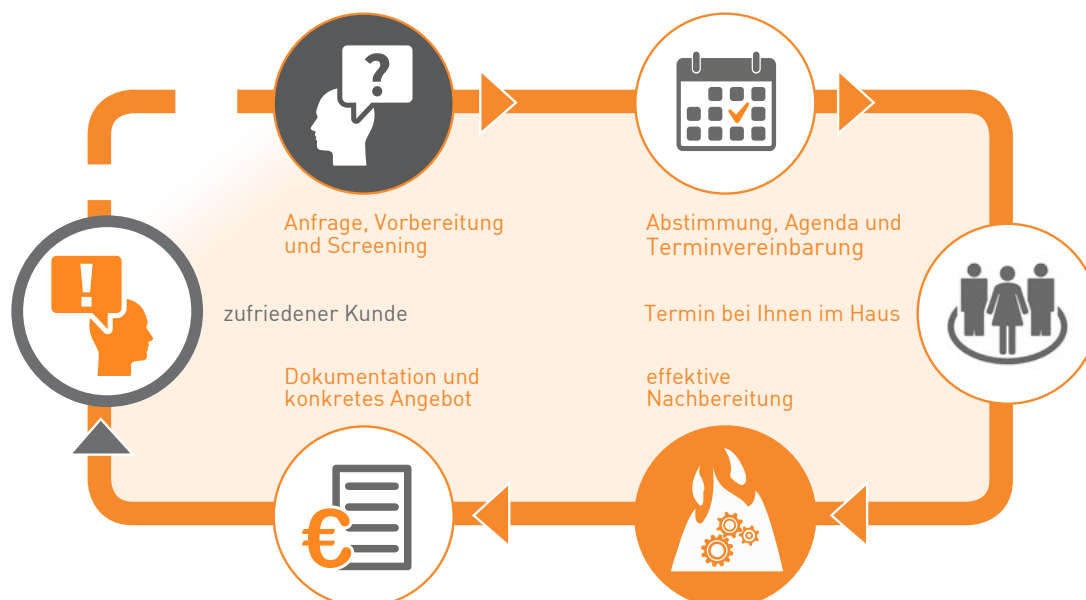 ?
Anfrage, Vorbereitung
und Screening
Abstimmung, Agenda und
Terminvereinbarung
!
zufriedener Kunde
Termin bei Ihnen im Haus
Dokumentation und
konkretes Angebot
effektive
Nachbereitung
€